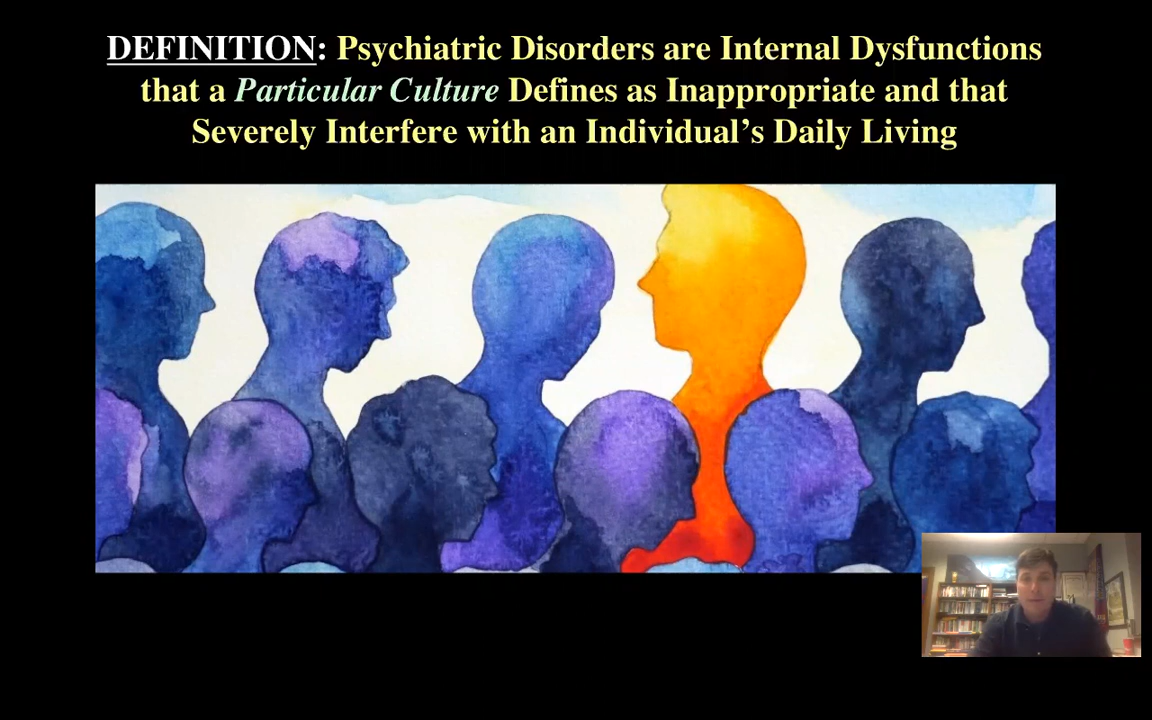 DEFINITION: Psychiatric Disorders are Internal Dysfunctions
that a Particular Culture Defines as Inappropriate and that
Severely Interfere with an Individual’s Daily Living